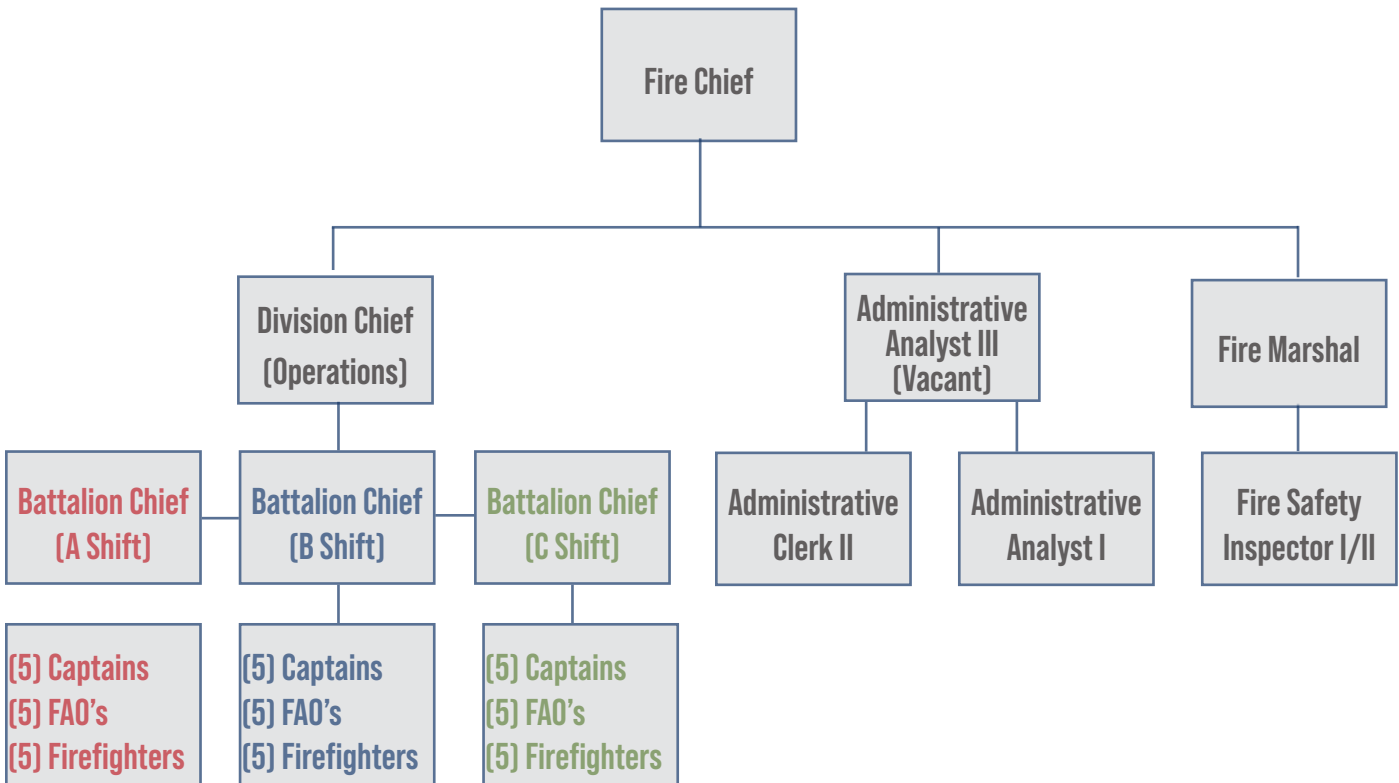 Fire Chief
Division Chief
(Operations)
Administrative
Analyst III
(Vacant)
Fire Marshal
Battalion Chief
(A Shift)
Battalion Chief
(B Shift)
Battalion Chief
(C Shift)
Administrative
Clerk II
Administrative
Analyst I
Fire Safety
Inspector I/II
(5) Captains
(5) FAO’s
(5) Firefighters
(5) Captains
(5) FAO’s
(5) Firefighters
(5) Captains
(5) FAO’s
(5) Firefighters